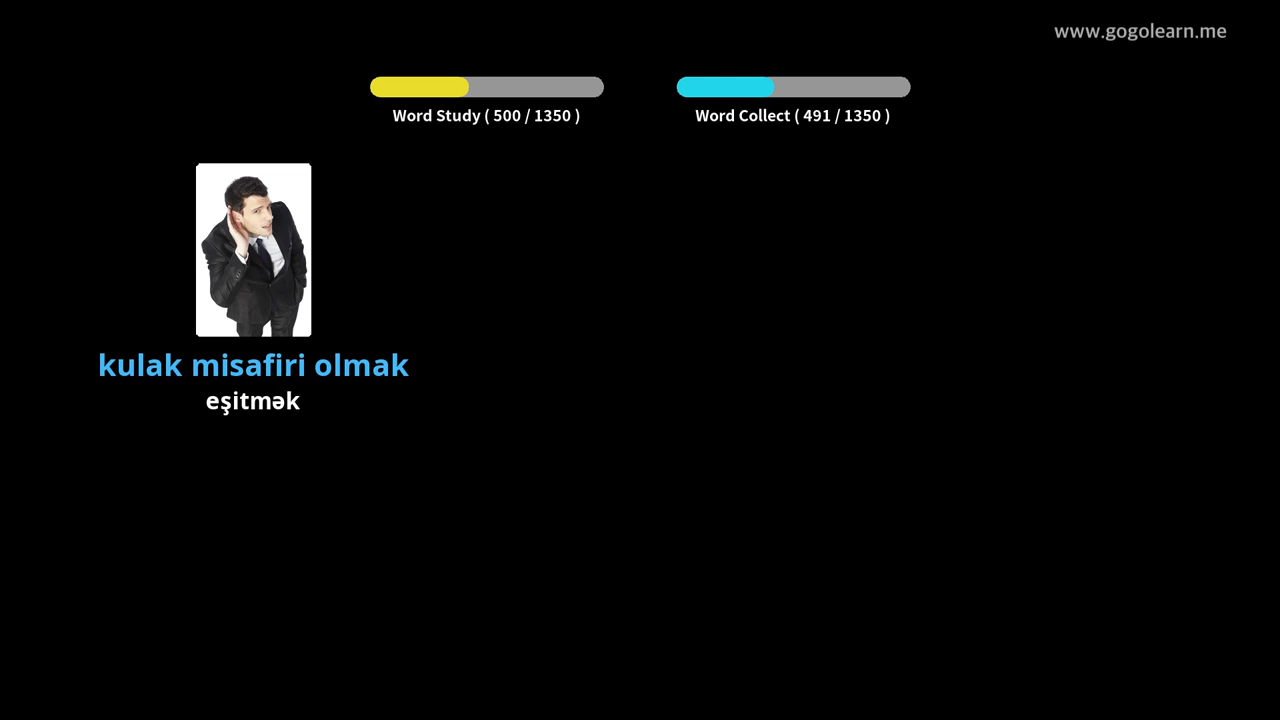 www.gogolearn.me
Word Study ( 500 / 1350 )
Word Collect ( 491 / 1350 )
kulak misafiri olmak
eşitmək